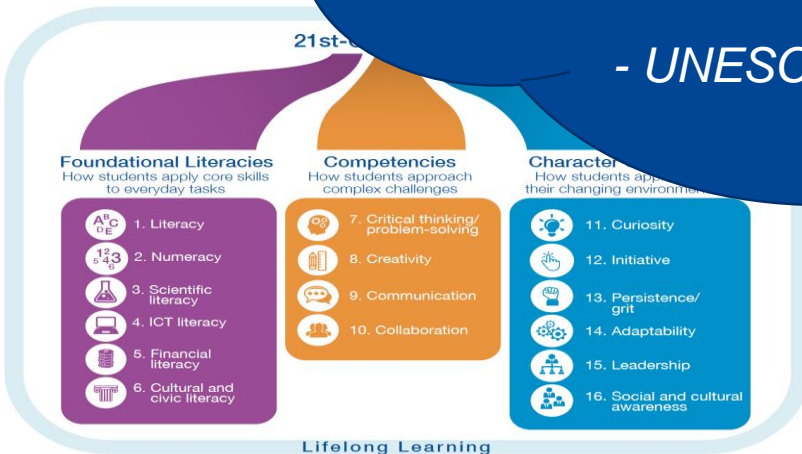 21st-
- UNESC
Foundational Literacies
How students apply core skills
to everyday tasks
ABCDE
1. Literacy
12 5436
2. Numeracy
3. Scientific
literacy
4. ICT literacy
5. Financial
literacy
6. Cultural and
civic literacy
Competencies
How students approach
complex challenges
7. Critical thinking/
problem-solving
8. Creativity
9. Communication
10. Collaboration
Character
How students
their changing
11. Curiosity
12. Initiative
13. Persistence/
grit
14. Adaptability
15. Leadership
16. Social and cultural
awareness
Lifelong Learning